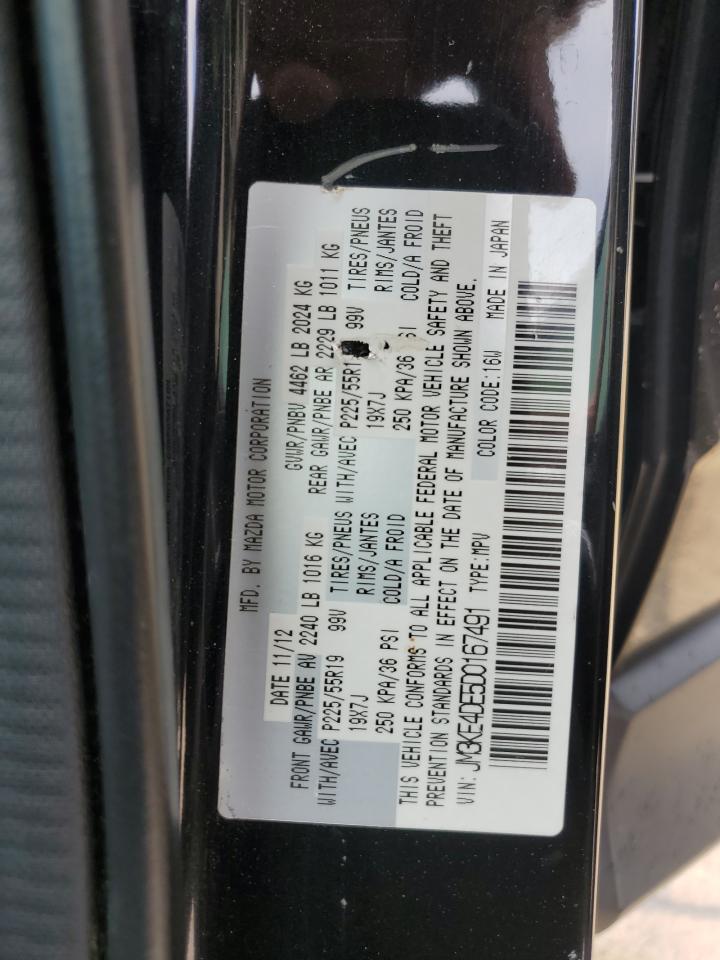 MFD. BY MAZDA MOTOR CORPORATION
DATE 11/12 GVWR/PNBV 4462 LB 2024 KG
FRONT GAWR/PNBE AV 2240 LB 1016 KG REAR GAWR/PNBE AR 2229 LB 1011 KG
WITH/AVEC P225/55R19 99V TIRES/PNEUS WITH/AVEC P225/55R1 99V TIRES/PNEUS
19X7J RIMS/JANTES 19X7J RIMS/JANTES
250 KPA/36 PSI COLD/A FROID 250 KPA/36 PSI COLD/A FROID
THIS VEHICLE CONFORMS TO ALL APPLICABLE FEDERAL MOTOR VEHICLE SAFETY AND THEFT
PREVENTION STANDARDS IN EFFECT ON THE DATE OF MANUFACTURE SHOWN ABOVE.
VIN: JM3KE4DE5D0167491 TYPE:MPV COLOR CODE:16W MADE IN JAPAN